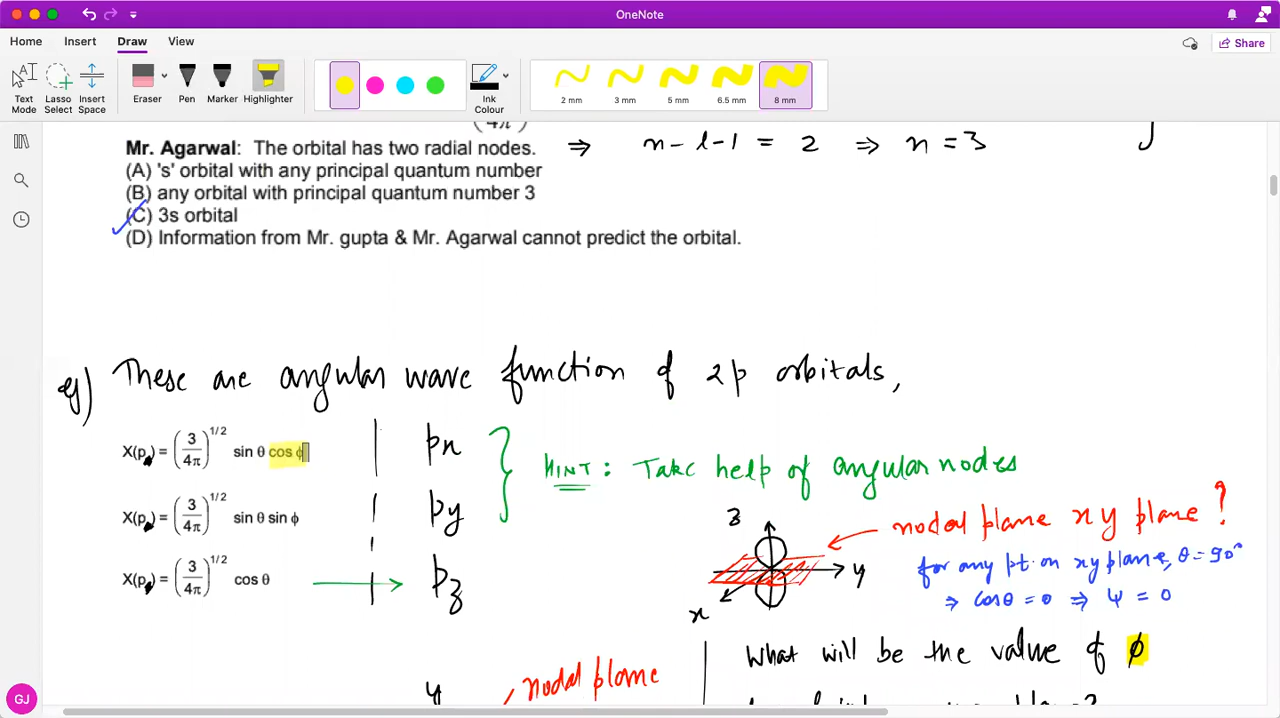 OneNote
Home Insert Draw View
Share
Text Mode
Lasso Select
Insert Space
Eraser
Pen
Marker
Highlighter
Ink Colour
2 mm
3 mm
5 mm
6.5 mm
8 mm
(4π)
Mr. Agarwal: The orbital has two radial nodes. ⇒ n-l-1 = 2 ⇒ n = 3
(A) 's' orbital with any principal quantum number
(B) any orbital with principal quantum number 3
(C) 3s orbital
(D) Information from Mr. gupta & Mr. Agarwal cannot predict the orbital.
eg) These are angular wave function of 2p orbitals,
X(p ) = (3/4π)^1/2 sin θ cos ϕ | px
HINT: Take help of angular nodes
X(p ) = (3/4π)^1/2 sin θ sin ϕ | py
X(p ) = (3/4π)^1/2 cos θ → pz
z
y
x
nodal plane xy plane?
for any pt. on xy plane, θ = 90°
⇒ cosθ = 0 ⇒ ψ = 0
What will be the value of ϕ
y
nodal plane
GJ